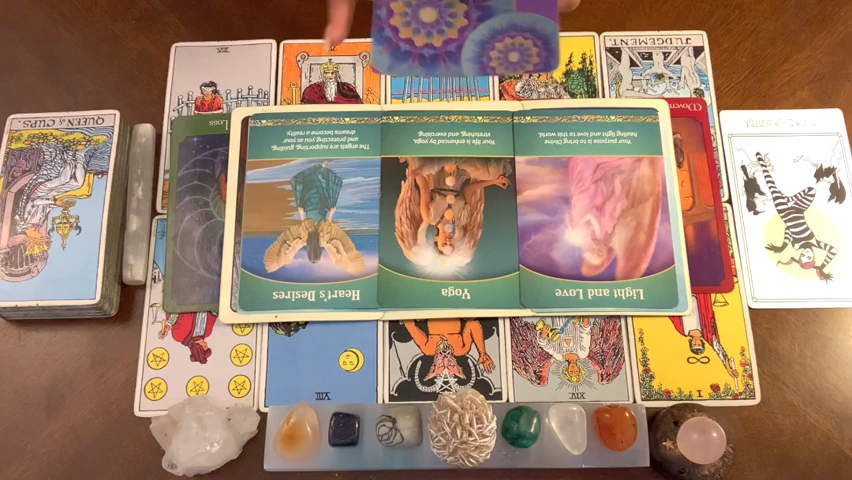 JUDGEMENT.
QUEEN of CUPS.
The angels are supporting, guiding,
and protecting you as your
dreams become a reality.
Your life is enhanced by yoga,
stretching, and exercising.
Your purpose is to bring divine
healing light and love to this world.
Heart's Desires
Yoga
Light and Love
VIII
XIV
I